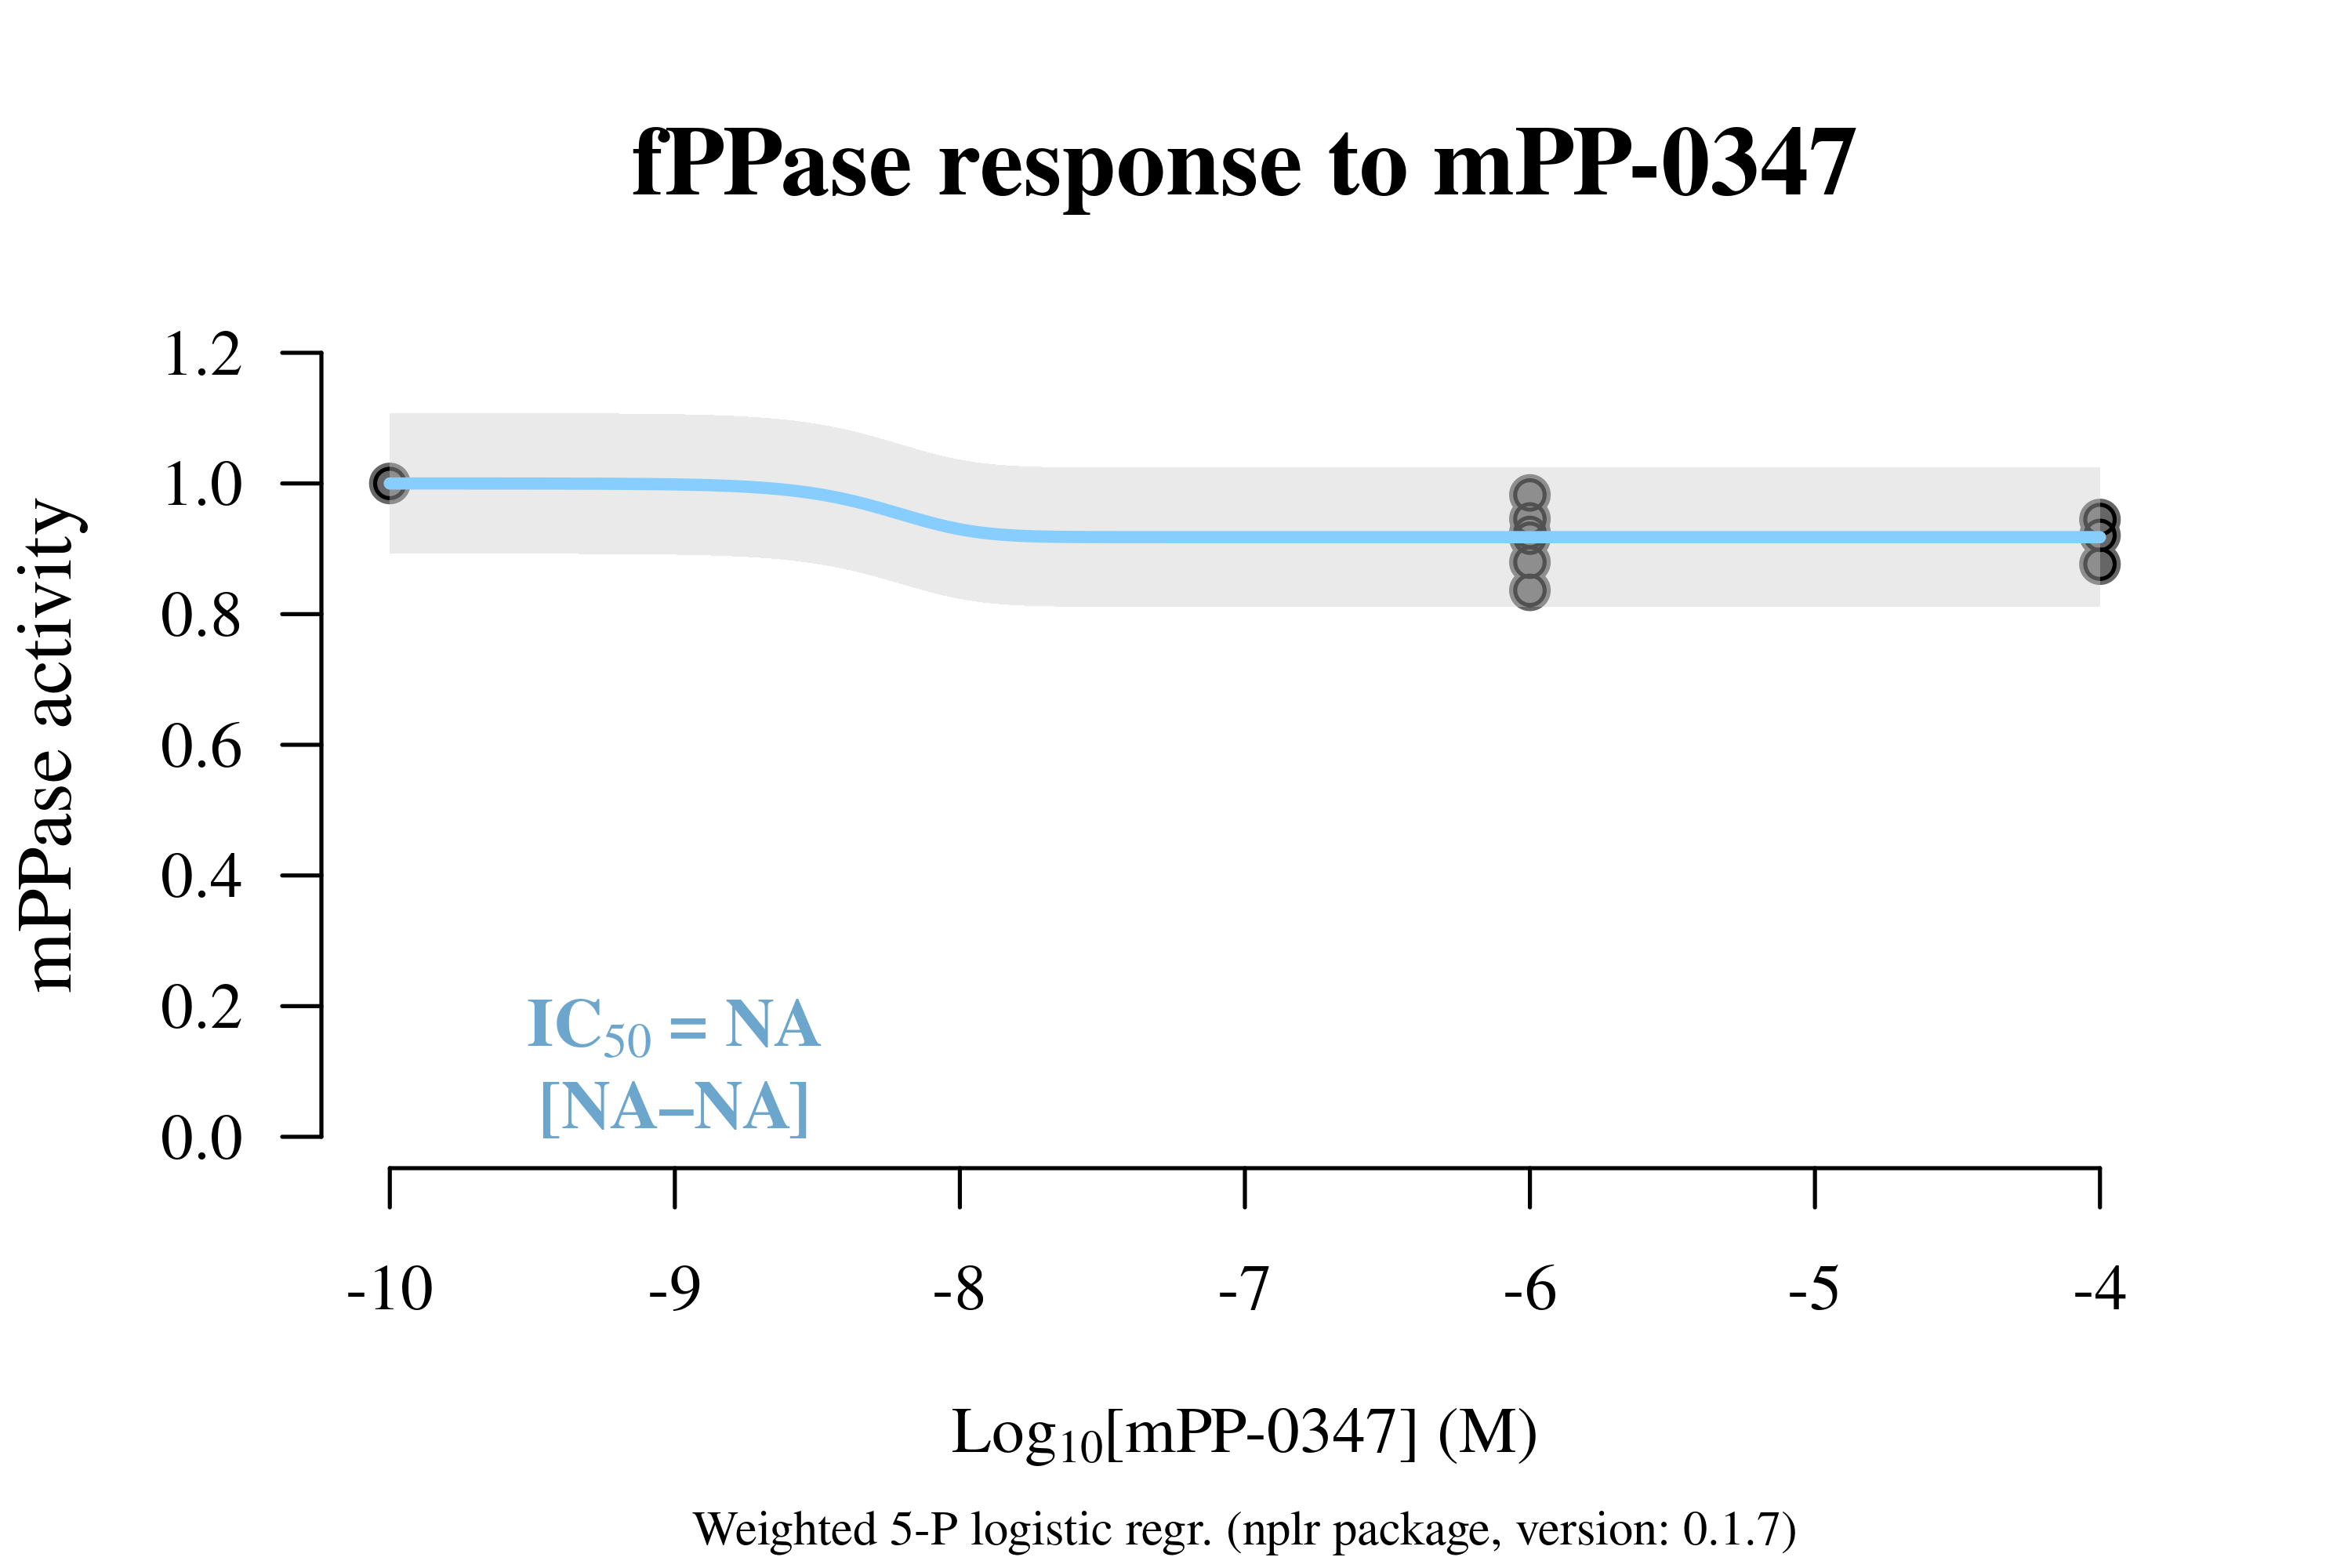 fPPase response to mPP-0347
mPPase activity
1.2
1.0
0.8
0.6
0.4
0.2
0.0
IC50 = NA
[NA–NA]
-10 -9 -8 -7 -6 -5 -4
Log10[mPP-0347] (M)
Weighted 5-P logistic regr. (nplr package, version: 0.1.7)